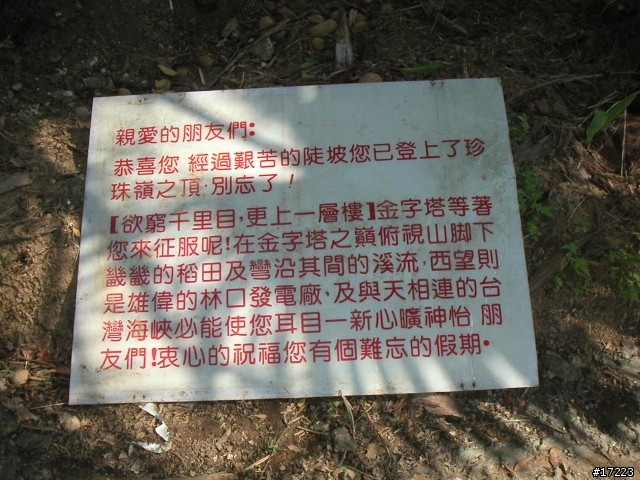 親愛的朋友們:
恭喜您 經過艱苦的陡坡您已登上了珍
珠嶺之頂.別忘了!
【欲窮千里目,更上一層樓】金字塔等著
您來征服呢!在金字塔之巔俯視山脚下
畿畿的稻田及彎沿其間的溪流,西望則
是雄偉的林口發電廠,及與天相連的台
灣海峽必能使您耳目一新心曠神怡 朋
友們!衷心的祝福您有個難忘的假期.
#17223